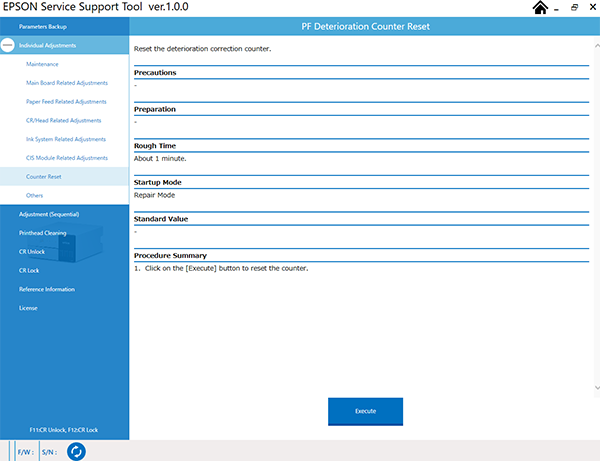 EPSON Service Support Tool ver.1.0.0
Parameters Backup
Individual Adjustments
Maintenance
Main Board Related Adjustments
Paper Feed Related Adjustments
CR/Head Related Adjustments
Ink System Related Adjustments
CIS Module Related Adjustments
Counter Reset
Others
Adjustment (Sequential)
Printhead Cleaning
CR Unlock
CR Lock
Reference Information
License
F11:CR Unlock, F12:CR Lock
PF Deterioration Counter Reset
Reset the deterioration correction counter.
Precautions
-
Preparation
-
Rough Time
About 1 minute.
Startup Mode
Repair Mode
Standard Value
-
Procedure Summary
1. Click on the [Execute] button to reset the counter.
Execute
F/W : S/N :